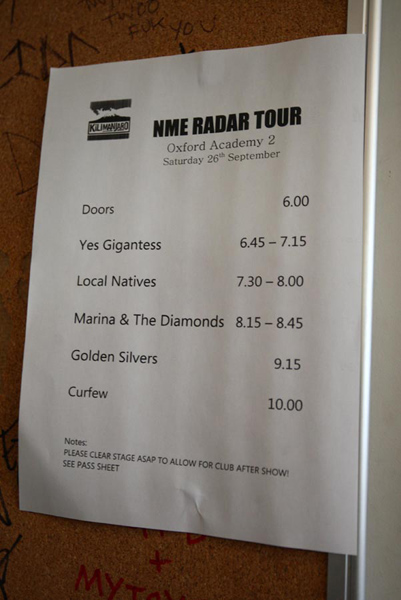 FUK YOU
KILIMANJARO
NME RADAR TOUR
Oxford Academy 2
Saturday 26th September
Doors 6.00
Yes Gigantess 6.45 – 7.15
Local Natives 7.30 – 8.00
Marina & The Diamonds 8.15 – 8.45
Golden Silvers 9.15
Curfew 10.00
Notes:
PLEASE CLEAR STAGE ASAP TO ALLOW FOR CLUB AFTER SHOW!
SEE PASS SHEET
+